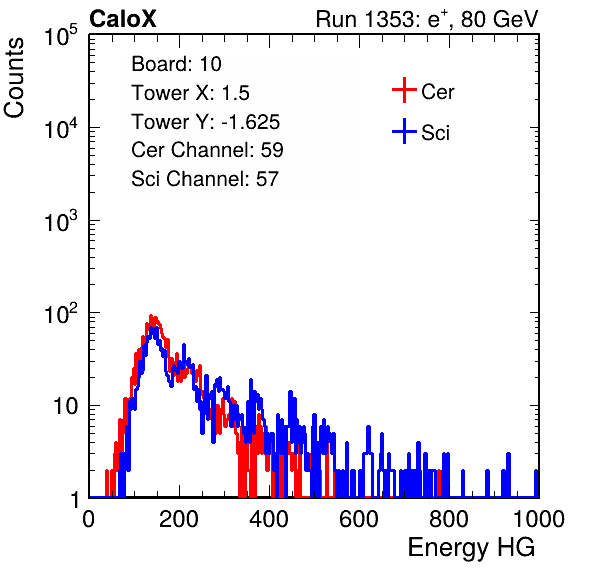 CaloX Run 1353: e⁺, 80 GeV
Counts
10⁵
10⁴
10³
10²
10
1
Board: 10
Tower X: 1.5
Tower Y: -1.625
Cer Channel: 59
Sci Channel: 57
Cer
Sci
0 200 400 600 800 1000
Energy HG